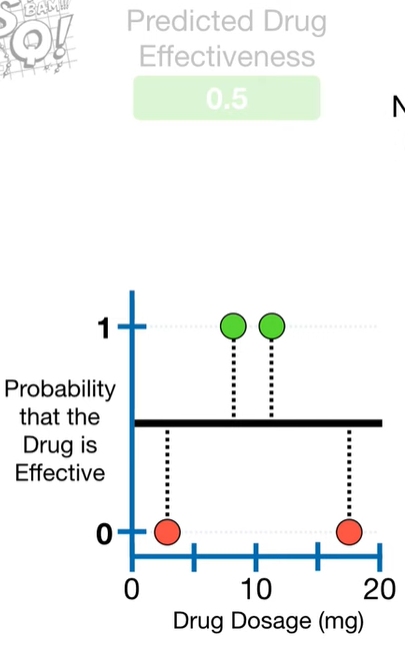 BAM!!!
Q!
Predicted Drug
Effectiveness
0.5
N
1
Probability
that the
Drug is
Effective
0
0 10 20
Drug Dosage (mg)